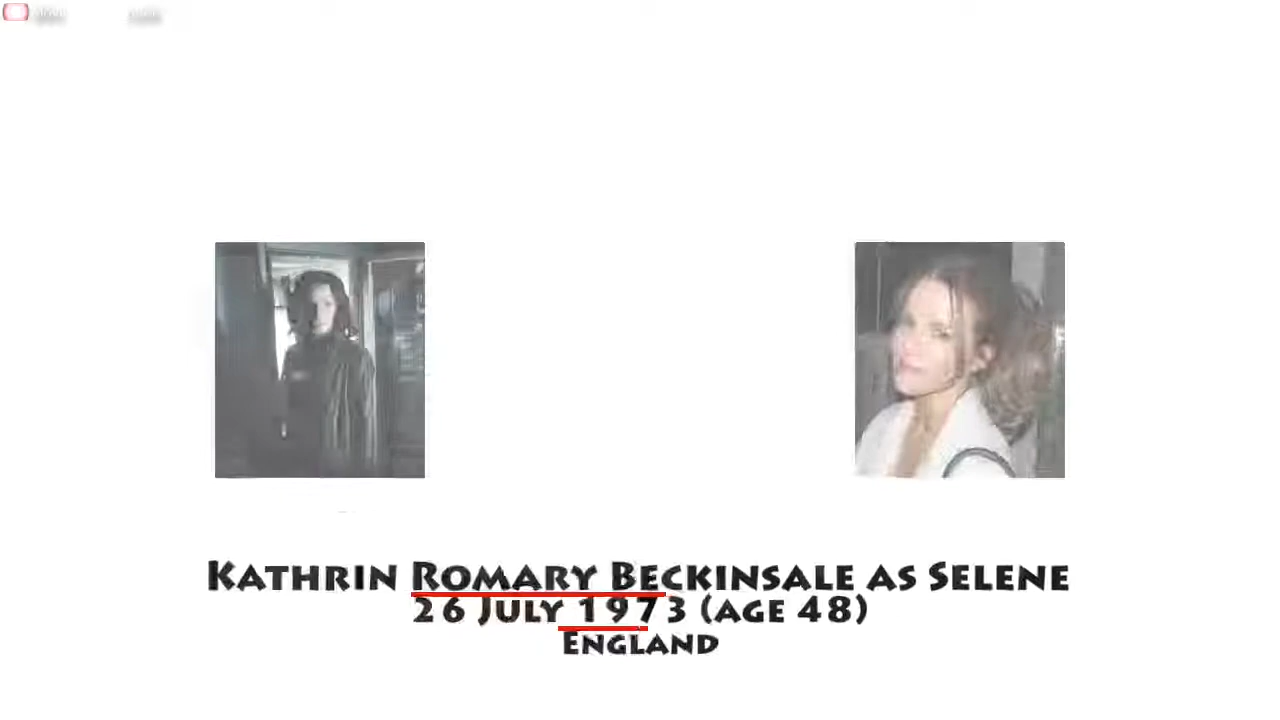 Kathrin Romary Beckinsale as Selene
26 July 1973 (age 48)
England